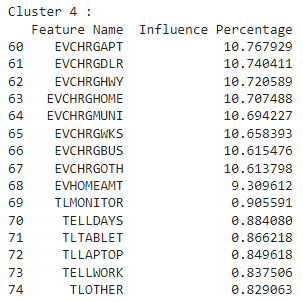 Cluster 4 :
Feature Name Influence Percentage
60 EVCHRGAPT 10.767929
61 EVCHRGDLR 10.740411
62 EVCHRGHWY 10.720589
63 EVCHRGHOME 10.707488
64 EVCHRGMUNI 10.694227
65 EVCHRGWKS 10.658393
66 EVCHRGBUS 10.615476
67 EVCHRGOTH 10.613798
68 EVHOMEAMT 9.309612
69 TLMONITOR 0.905591
70 TELLDAYS 0.884080
71 TLTABLET 0.866218
72 TLLAPTOP 0.849618
73 TELLWORK 0.837506
74 TLOTHER 0.829063